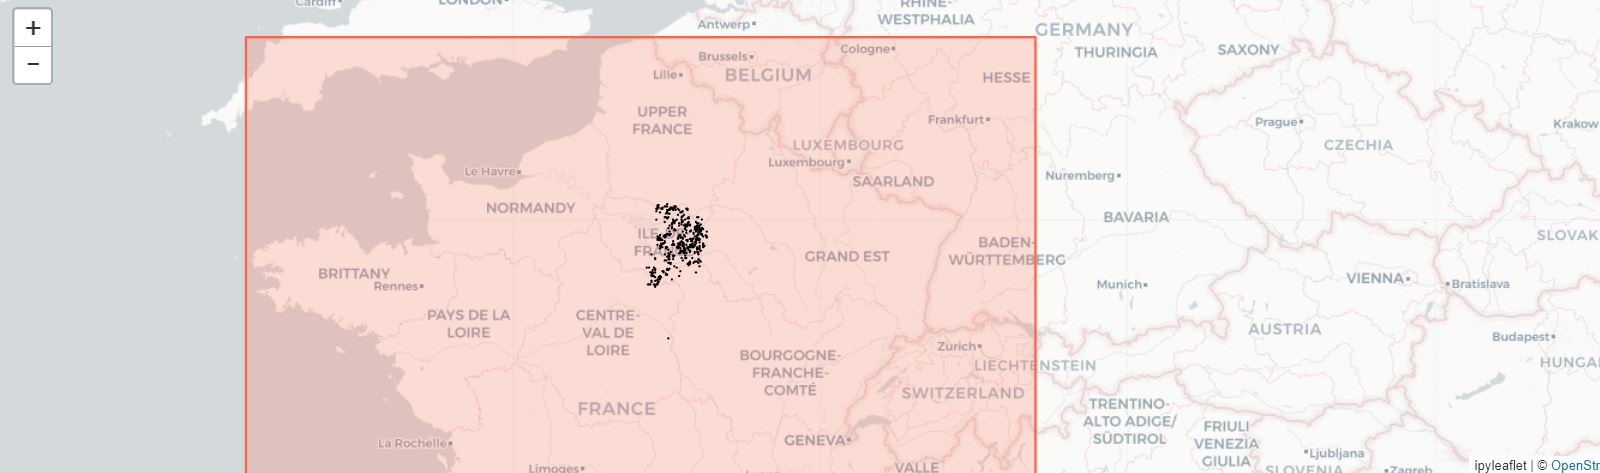 +
−
Cardiff
LONDON
RHINE-
WESTPHALIA
Antwerp
GERMANY
THURINGIA
SAXONY
Cologne
Brussels
Lille
BELGIUM
HESSE
UPPER
FRANCE
Frankfurt
Prague
Krakow
CZECHIA
LUXEMBOURG
Luxembourg
Le Havre
SAARLAND
Nuremberg
NORMANDY
BAVARIA
ILE
FRA
BADEN-
WÜRTTEMBERG
GRAND EST
SLOVAK
BRITTANY
Rennes
Munich
VIENNA
Bratislava
PAYS DE LA
LOIRE
CENTRE-
VAL DE
LOIRE
AUSTRIA
Budapest
Zurich
LIECHTENSTEIN
HUNGA
BOURGOGNE-
FRANCHE-
COMTÉ
SWITZERLAND
FRANCE
TRENTINO-
ALTO ADIGE/
SÜDTIROL
La Rochelle
GENEVA
FRIULI
VENEZIA
GIULIA
Ljubljana
Limoges
VALLE
SLOVENIA
Zagreb
ipyleaflet | © OpenStr